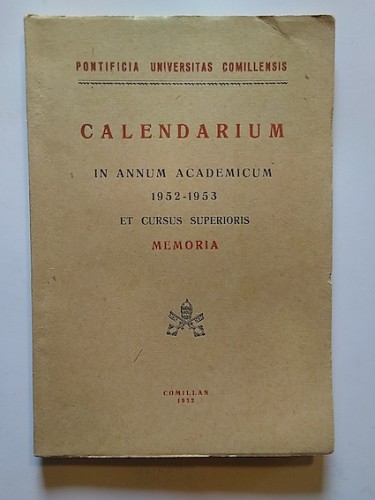 PONTIFICIA UNIVERSITAS COMILLENSIS
CALENDARIUM
IN ANNUM ACADEMICUM
1952-1953
ET CURSUS SUPERIORIS
MEMORIA
COMILLAS
1952